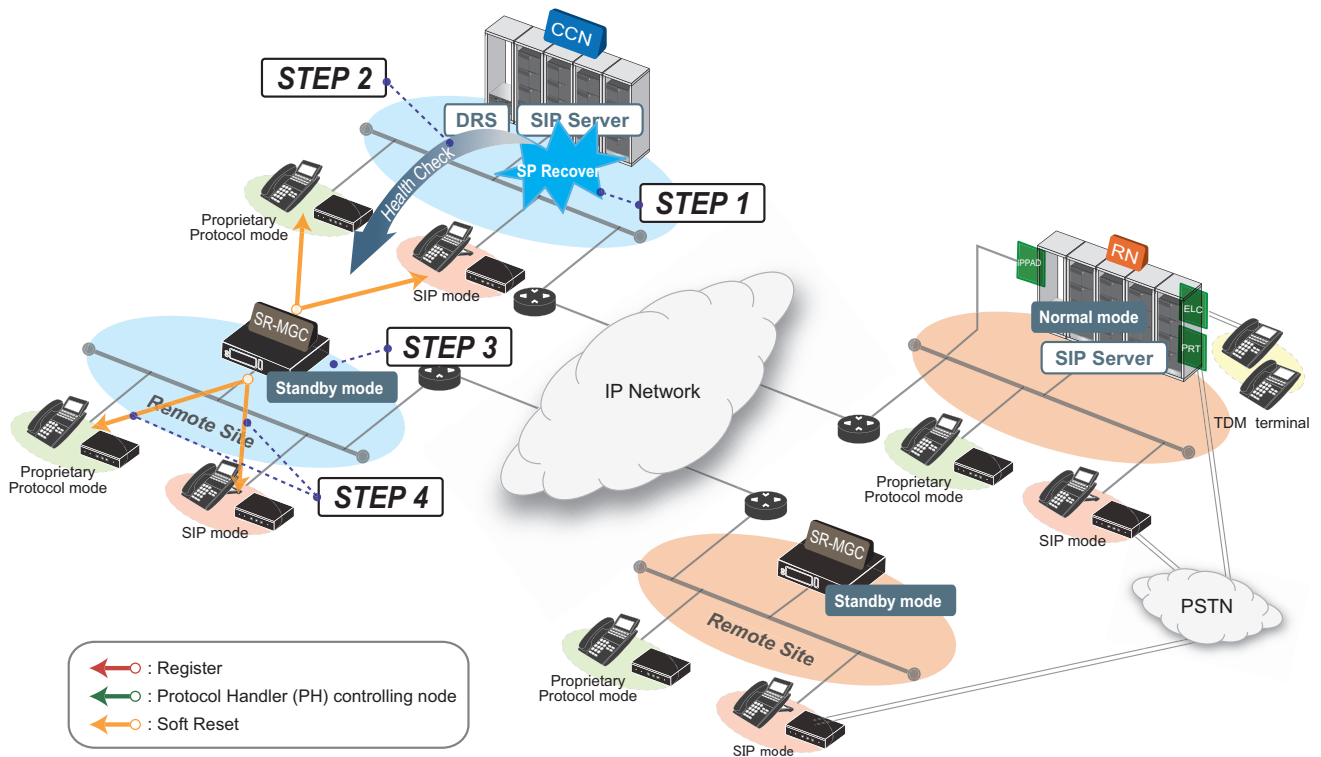 CCN
STEP 2
DRS
SIP Server
Health Check
SP Recover
STEP 1
Proprietary
Protocol mode
SIP mode
SR-MGC
STEP 3
Standby mode
Remote Site
Proprietary
Protocol mode
STEP 4
SIP mode
IP Network
RN
IPPAD
ELC
Normal mode
PRT
SIP Server
TDM terminal
Proprietary
Protocol mode
SIP mode
SR-MGC
Standby mode
Remote Site
PSTN
Proprietary
Protocol mode
SIP mode
: Register
: Protocol Handler (PH) controlling node
: Soft Reset